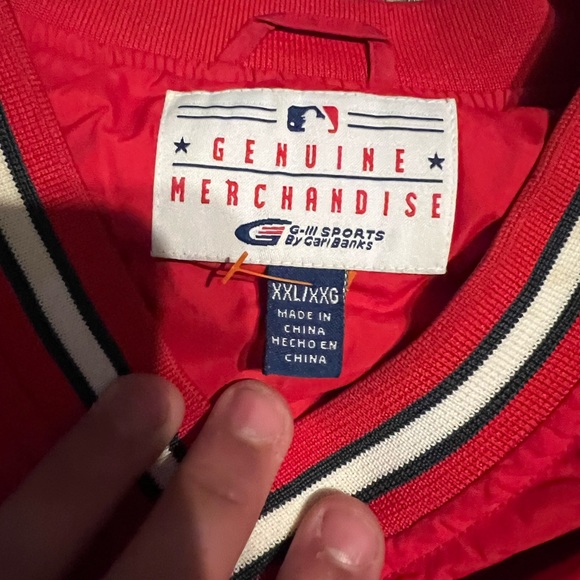 GENUINE
MERCHANDISE
G-III SPORTS
By Carl Banks
XXL/XXG
MADE IN
CHINA
HECHO EN
CHINA